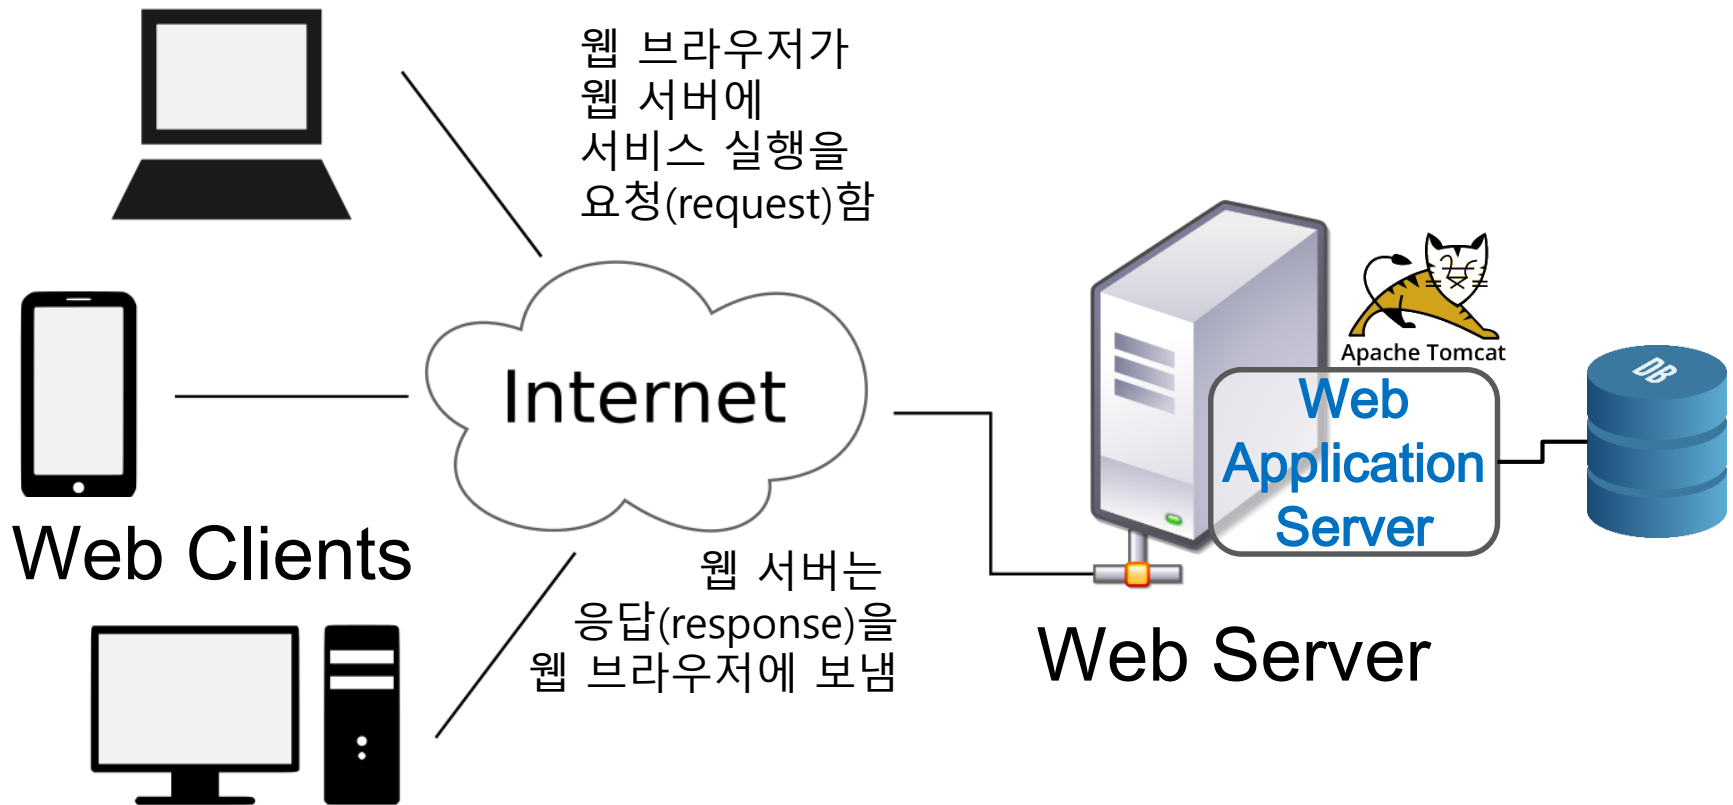 웹 브라우저가
웹 서버에
서비스 실행을
요청(request)함
Internet
Web Clients
웹 서버는
응답(response)을
웹 브라우저에 보냄
Apache Tomcat
Web
Application
Server
DB
Web Server